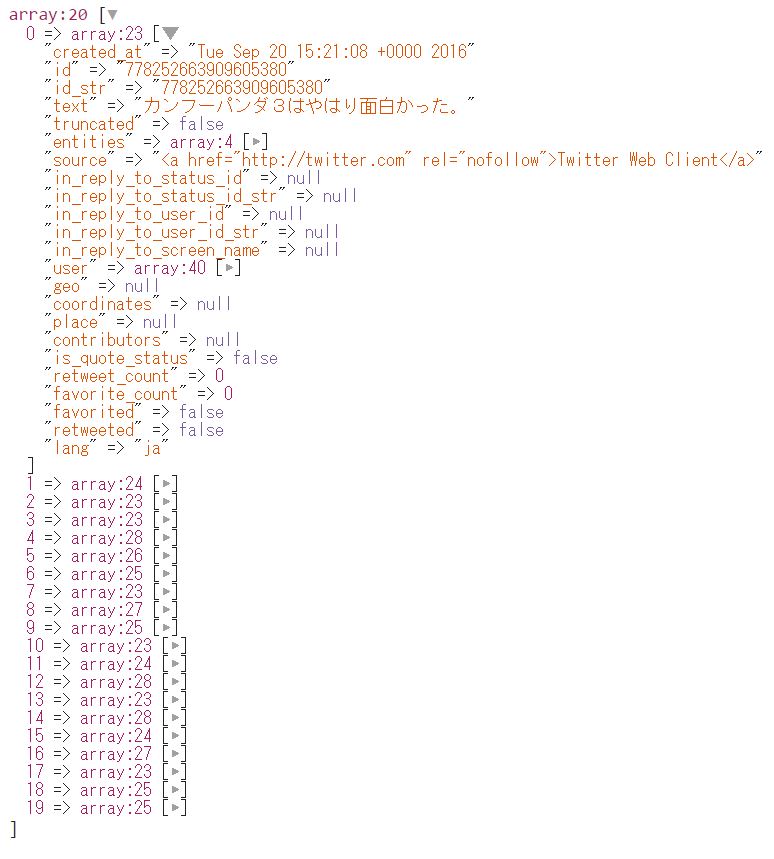 array:20 [▼
  0 => array:23 [▼
    "created_at" => "Tue Sep 20 15:21:08 +0000 2016"
    "id" => "778252663909605380"
    "id_str" => "778252663909605380"
    "text" => "カンフーパンダ３はやはり面白かった。"
    "truncated" => false
    "entities" => array:4 [▶]
    "source" => "<a href="http://twitter.com" rel="nofollow">Twitter Web Client</a>"
    "in_reply_to_status_id" => null
    "in_reply_to_status_id_str" => null
    "in_reply_to_user_id" => null
    "in_reply_to_user_id_str" => null
    "in_reply_to_screen_name" => null
    "user" => array:40 [▶]
    "geo" => null
    "coordinates" => null
    "place" => null
    "contributors" => null
    "is_quote_status" => false
    "retweet_count" => 0
    "favorite_count" => 0
    "favorited" => false
    "retweeted" => false
    "lang" => "ja"
  ]
  1 => array:24 [▶]
  2 => array:23 [▶]
  3 => array:23 [▶]
  4 => array:28 [▶]
  5 => array:26 [▶]
  6 => array:25 [▶]
  7 => array:23 [▶]
  8 => array:27 [▶]
  9 => array:25 [▶]
  10 => array:23 [▶]
  11 => array:24 [▶]
  12 => array:28 [▶]
  13 => array:23 [▶]
  14 => array:28 [▶]
  15 => array:24 [▶]
  16 => array:27 [▶]
  17 => array:23 [▶]
  18 => array:25 [▶]
  19 => array:25 [▶]
]